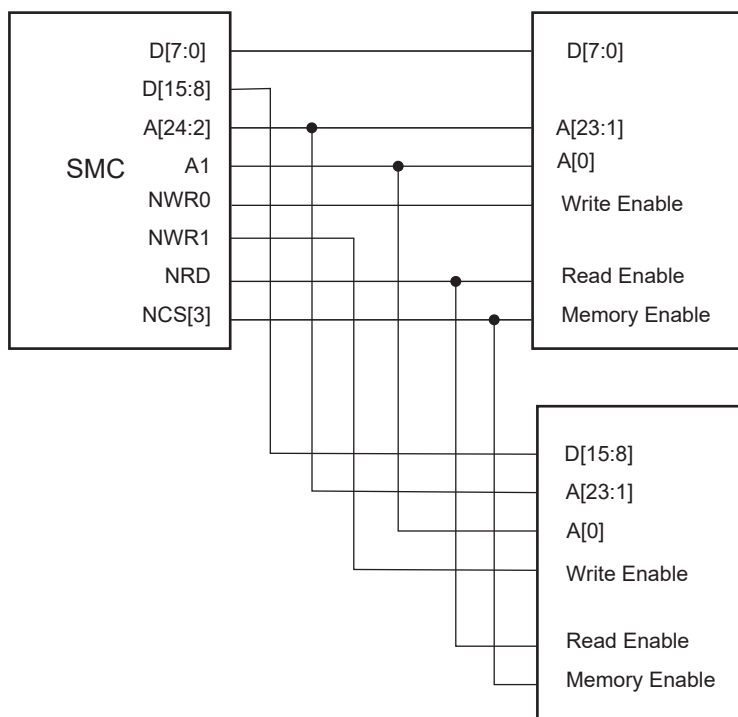 D[7:0]
D[15:8]
A[24:2]
SMC
A1
NWR0
NWR1
NRD
NCS[3]
D[7:0]
A[23:1]
A[0]
Write Enable
Read Enable
Memory Enable
D[15:8]
A[23:1]
A[0]
Write Enable
Read Enable
Memory Enable